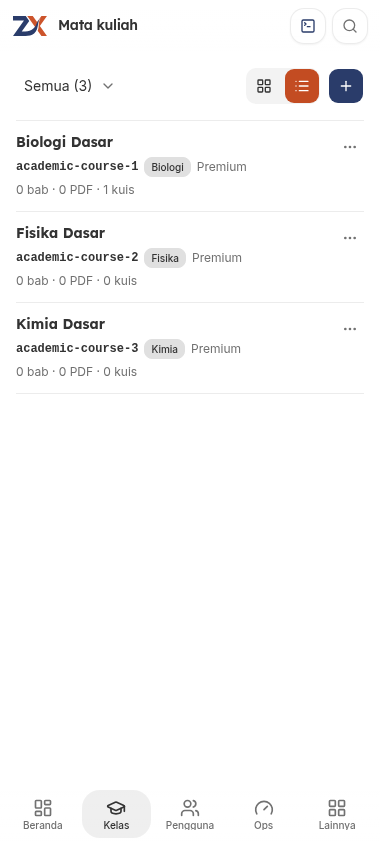 ZX Mata kuliah
Semua (3)
Biologi Dasar
academic-course-1 Biologi Premium
0 bab · 0 PDF · 1 kuis
Fisika Dasar
academic-course-2 Fisika Premium
0 bab · 0 PDF · 0 kuis
Kimia Dasar
academic-course-3 Kimia Premium
0 bab · 0 PDF · 0 kuis
Beranda Kelas Pengguna Ops Lainnya